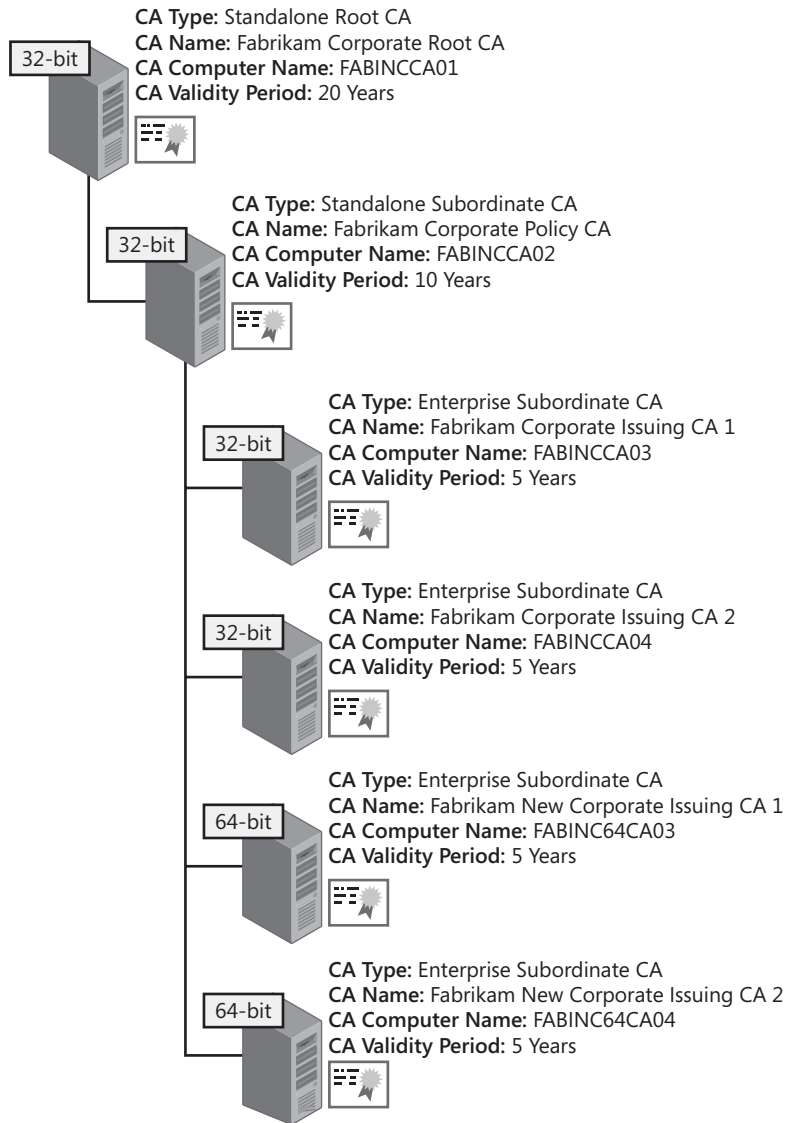 CA Type: Standalone Root CA
CA Name: Fabrikam Corporate Root CA
32-bit
CA Computer Name: FABINCCA01
CA Validity Period: 20 Years
CA Type: Standalone Subordinate CA
CA Name: Fabrikam Corporate Policy CA
32-bit
CA Computer Name: FABINCCA02
CA Validity Period: 10 Years
CA Type: Enterprise Subordinate CA
CA Name: Fabrikam Corporate Issuing CA 1
32-bit
CA Computer Name: FABINCCA03
CA Validity Period: 5 Years
CA Type: Enterprise Subordinate CA
CA Name: Fabrikam Corporate Issuing CA 2
32-bit
CA Computer Name: FABINCCA04
CA Validity Period: 5 Years
CA Type: Enterprise Subordinate CA
CA Name: Fabrikam New Corporate Issuing CA 1
64-bit
CA Computer Name: FABINC64CA03
CA Validity Period: 5 Years
CA Type: Enterprise Subordinate CA
CA Name: Fabrikam New Corporate Issuing CA 2
64-bit
CA Computer Name: FABINC64CA04
CA Validity Period: 5 Years